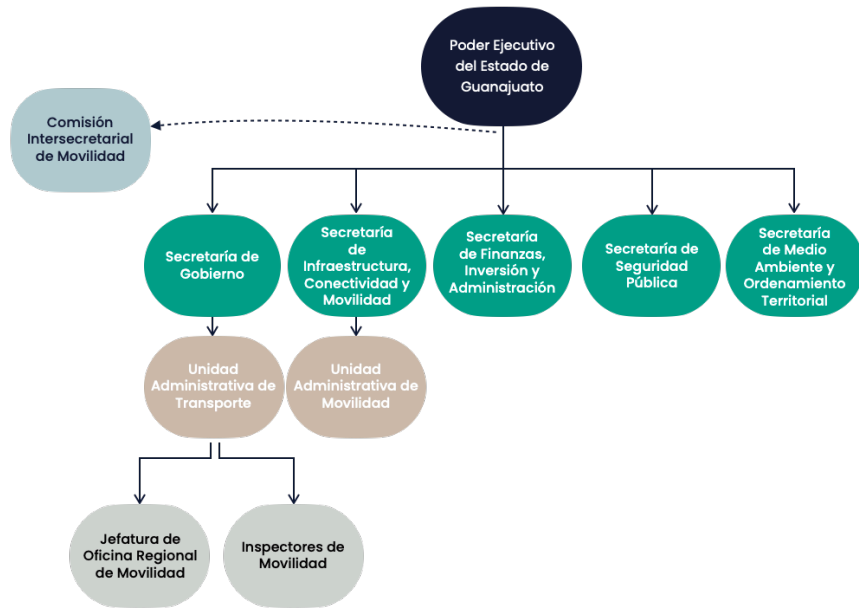 Poder Ejecutivo
del Estado de
Guanajuato
Comisión
Intersecretarial
de Movilidad
Secretaría de
Gobierno
Secretaría
de
Infraestructura,
Conectividad y
Movilidad
Secretaría
de Finanzas,
Inversión y
Administración
Secretaría de
Seguridad
Pública
Secretaría
de Medio
Ambiente y
Ordenamiento
Territorial
Unidad
Administrativa de
Transporte
Unidad
Administrativa de
Movilidad
Jefatura de
Oficina Regional
de Movilidad
Inspectores de
Movilidad